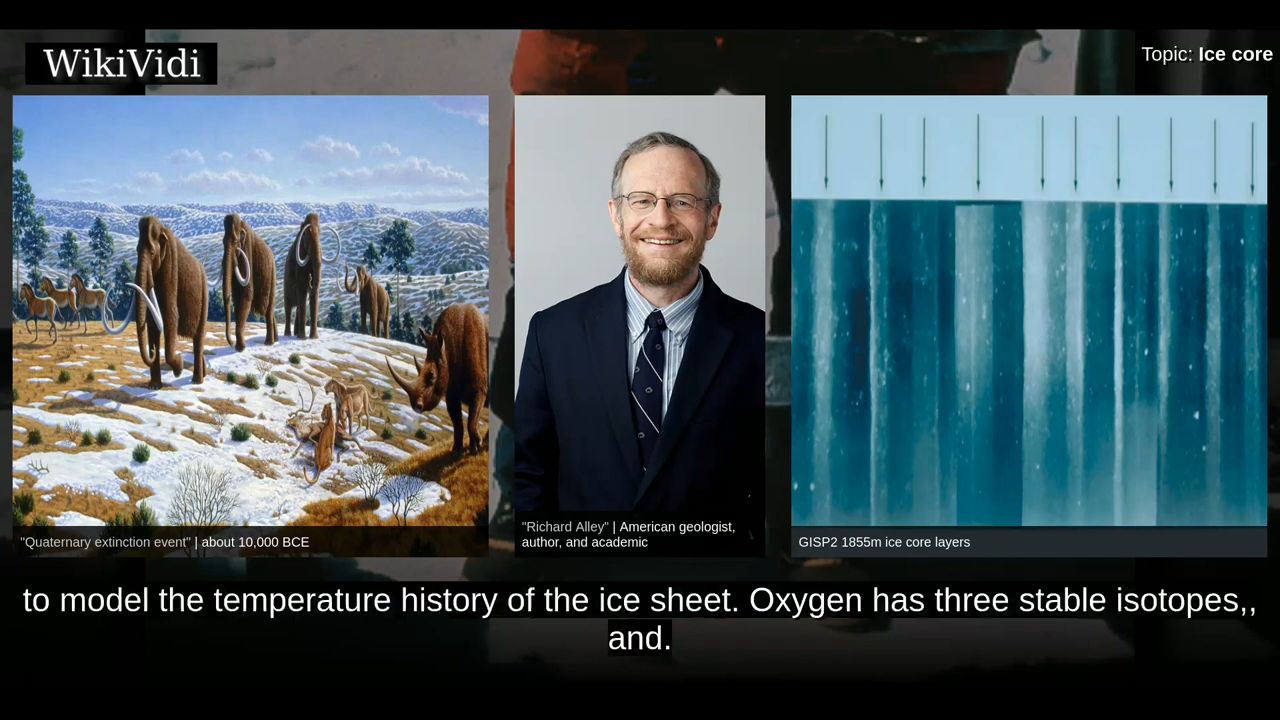 WikiVidi
Topic: Ice core
"Quaternary extinction event" | about 10,000 BCE
"Richard Alley" | American geologist,
author, and academic
GISP2 1855m ice core layers
to model the temperature history of the ice sheet. Oxygen has three stable isotopes,,
and.